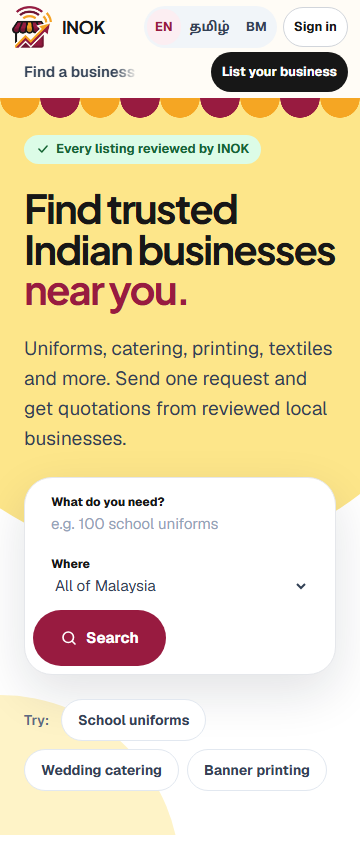 INOK
EN தமிழ் BM
Sign in
Find a business
List your business
Every listing reviewed by INOK
Find trusted
Indian businesses
near you.
Uniforms, catering, printing, textiles
and more. Send one request and
get quotations from reviewed local
businesses.
What do you need?
e.g. 100 school uniforms
Where
All of Malaysia
Search
Try: School uniforms
Wedding catering Banner printing